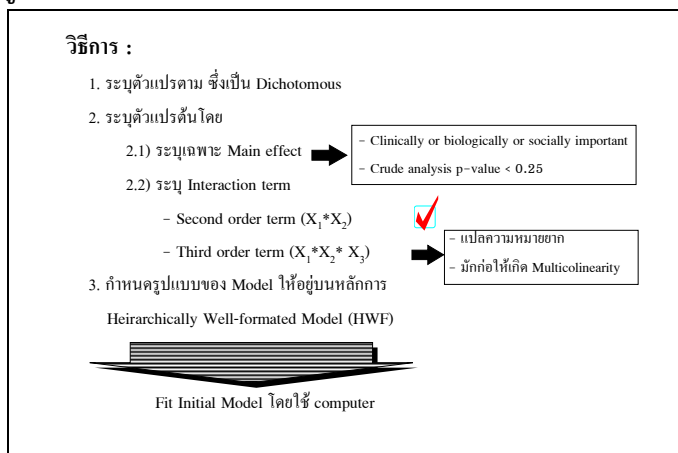 วิธีการ :
1. ระบุตัวแปรตาม ซึ่งเป็น Dichotomous
2. ระบุตัวแปรต้นโดย
2.1) ระบุเฉพาะ Main effect
- Clinically or biologically or socially important
- Crude analysis p-value < 0.25
2.2) ระบุ Interaction term
- Second order term (X₁*X₂)
- Third order term (X₁*X₂* X₃)
- แปลความหมายยาก
- มักก่อให้เกิด Multicolinearity
3. กำหนดรูปแบบของ Model ให้อยู่บนหลักการ
Heirarchically Well-formated Model (HWF)
Fit Initial Model โดยใช้ computer